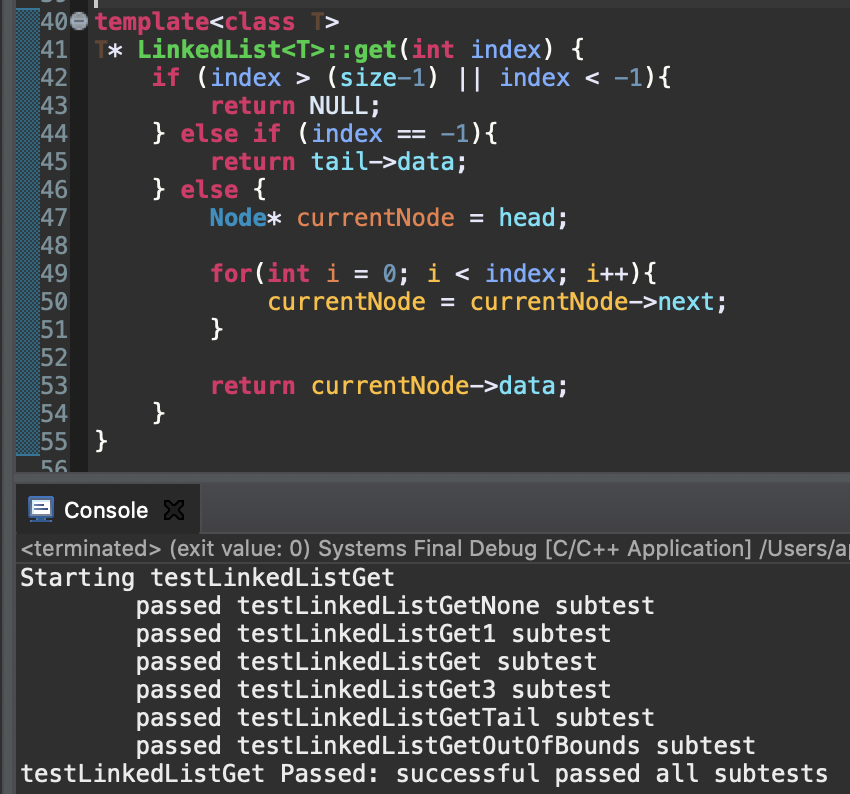 40 template<class T>
41 T* LinkedList<T>::get(int index) {
42     if (index > (size-1) || index < -1){
43         return NULL;
44     } else if (index == -1){
45         return tail->data;
46     } else {
47         Node* currentNode = head;
48
49         for(int i = 0; i < index; i++){
50             currentNode = currentNode->next;
51         }
52
53         return currentNode->data;
54     }
55 }
56
Console
<terminated> (exit value: 0) Systems Final Debug [C/C++ Application] /Users/a
Starting testLinkedListGet
        passed testLinkedListGetNone subtest
        passed testLinkedListGet1 subtest
        passed testLinkedListGet subtest
        passed testLinkedListGet3 subtest
        passed testLinkedListGetTail subtest
        passed testLinkedListGetOutOfBounds subtest
testLinkedListGet Passed: successful passed all subtests